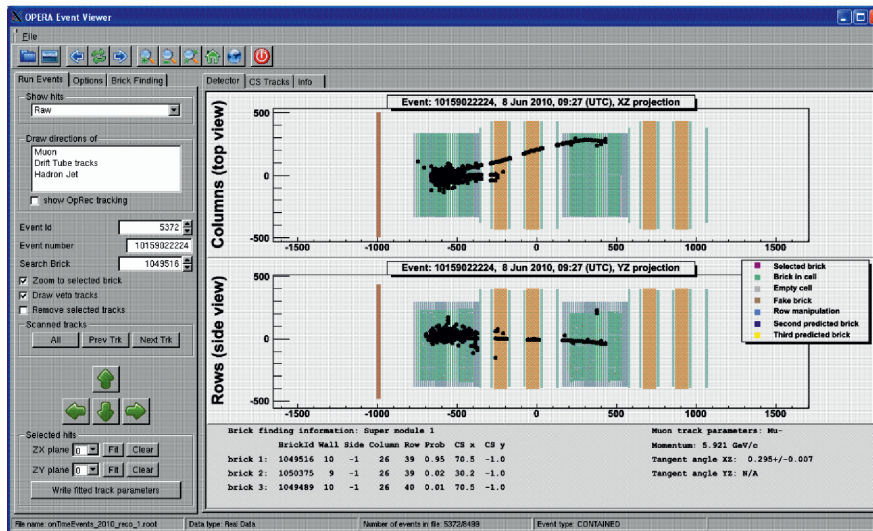 OPERA Event Viewer
File
Run Events Options Brick Finding
Show hits
Raw
Draw directions of
Muon
Drift Tube tracks
Hadron Jet
show OpRec tracking
Event Id 5372
Event number 10159022224
Search Brick 1049516
Zoom to selected brick
Draw veto tracks
Remove selected tracks
Scanned tracks
All Prev Trk Next Trk
Selected hits
ZX plane 0 Fit Clear
ZY plane 0 Fit Clear
Write fitted track parameters
Detector CS Tracks Info
Event: 10159022224, 8 Jun 2010, 09:27 (UTC), XZ projection
Columns (top view)
500
0
-500
-1500 -1000 -500 0 500 1000 1500
Event: 10159022224, 8 Jun 2010, 09:27 (UTC), YZ projection
Rows (side view)
500
0
-500
-1500 -1000 -500 0 500 1000 1500
Selected brick
Brick in cell
Empty cell
Fake brick
Row manipulation
Second predicted brick
Third predicted brick
Brick finding information: Super module 1
BrickId Wall Side Column Row Prob CS x CS y
brick 1: 1049516 10 -1 26 39 0.95 70.5 -1.0
brick 2: 1050375 9 -1 26 39 0.02 30.2 -1.0
brick 3: 1049489 10 -1 26 40 0.01 70.5 -1.0
Muon track parameters: Mu-
Momentum: 5.921 GeV/c
Tangent angle XZ: 0.295+/-0.007
Tangent angle YZ: N/A
File name: onTimeEvents_2010_reco_1.root Data type: Real Data Number of events in file: 5372/8499 Event type: CONTAINED